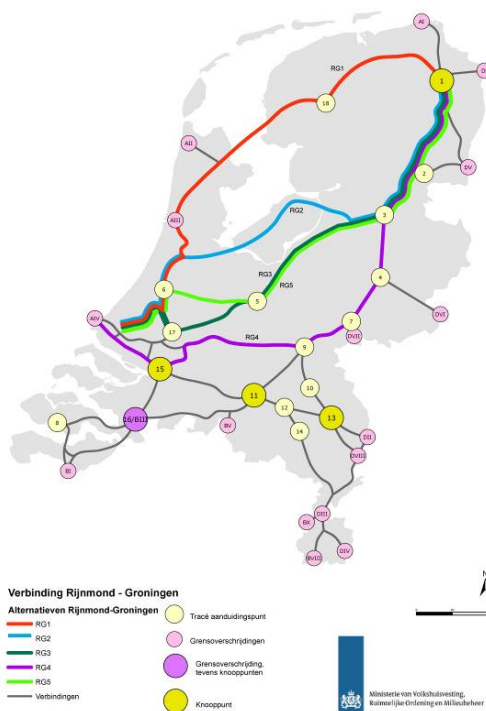 AI
RG1
1
18
D
AII
DV
2
AIII
RG2
3
RG3
4
6
RG5
5
AIV
17
DVI
7
RG4
DVII
9
15
10
11
12
13
16/BIII
8
BV
14
DII
BI
DVIII
DIII
BX
DIV
BVII
Verbinding Rijnmond - Groningen
Alternatieven Rijnmond-Groningen
RG1
RG2
RG3
RG4
RG5
Verbindingen
Tracé aanduidingspunt
Grensoverschrijdingen
Grensoverschrijding,
tevens knooppunten
Knooppunt
N
Ministerie van Volkshuisvesting,
Ruimtelijke Ordening en Milieubeheer